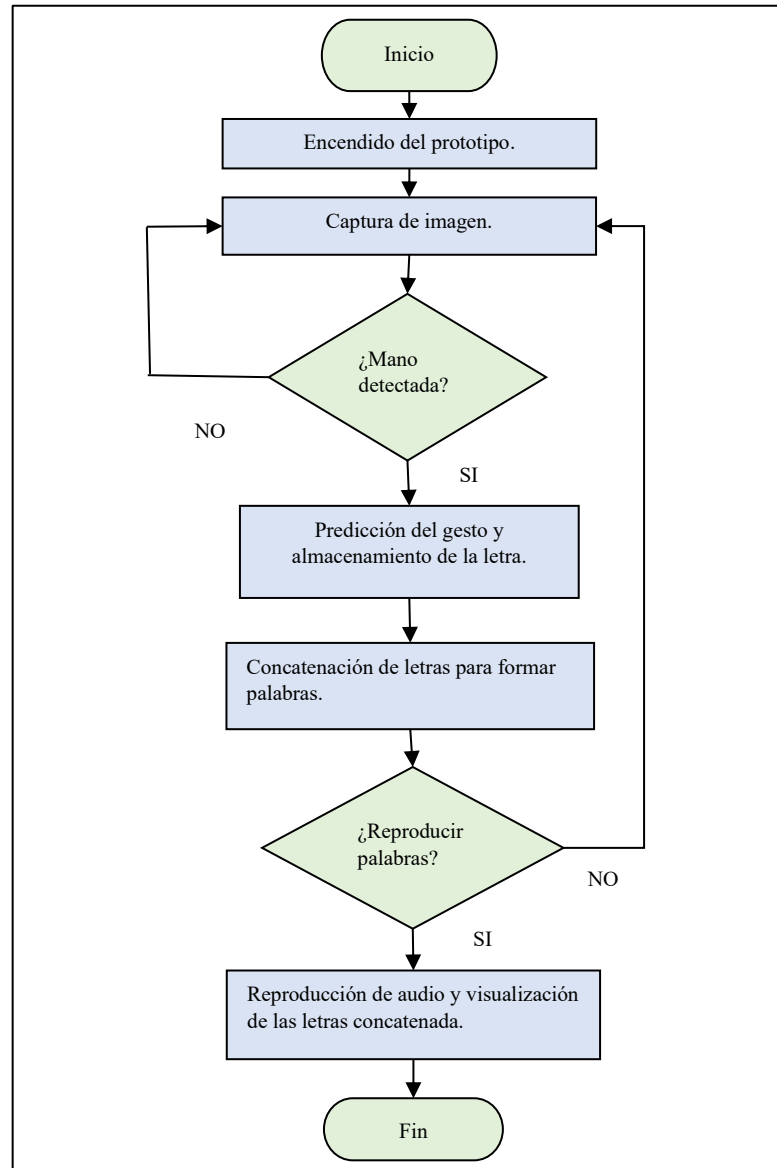 Inicio
Encendido del prototipo.
Captura de imagen.
¿Mano
detectada?
NO
SI
Predicción del gesto y
almacenamiento de la letra.
Concatenación de letras para formar
palabras.
¿Reproducir
palabras?
NO
SI
Reproducción de audio y visualización
de las letras concatenada.
Fin